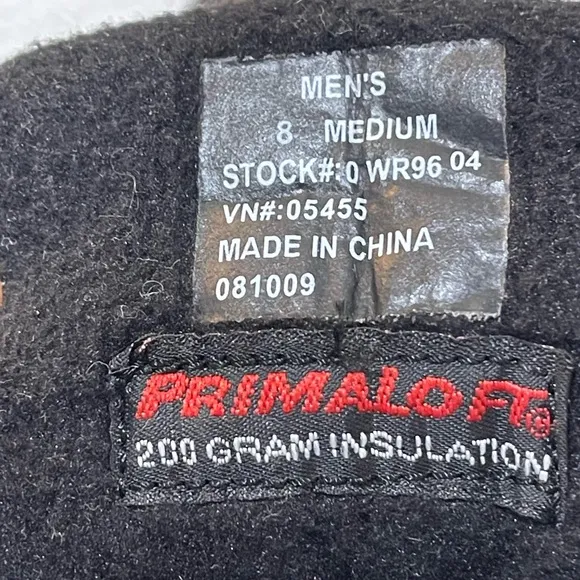 MEN'S
8 MEDIUM
STOCK#:0 WR96 04
VN#:05455
MADE IN CHINA
081009
PRIMALOFT®
200 GRAM INSULATION